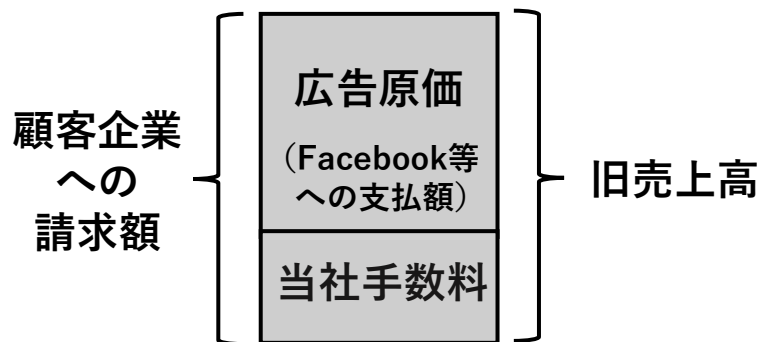 顧客企業
への
請求額
広告原価
（Facebook等
への支払額）
当社手数料
旧売上高